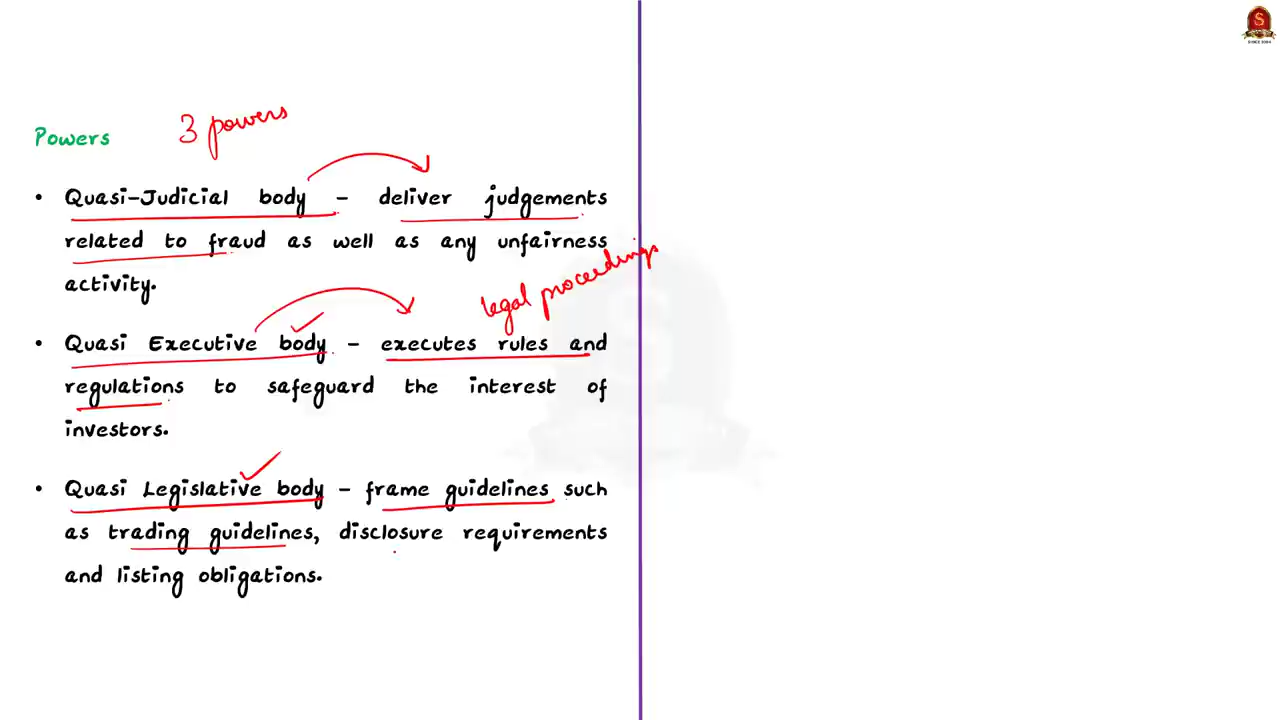 Powers 3 powers
• Quasi-Judicial body – deliver judgements
related to fraud as well as any unfairness
activity.
legal proceedings
• Quasi Executive body – executes rules and
regulations to safeguard the interest of
investors.
• Quasi Legislative body – frame guidelines such
as trading guidelines, disclosure requirements
and listing obligations.
S
SINCE 2004